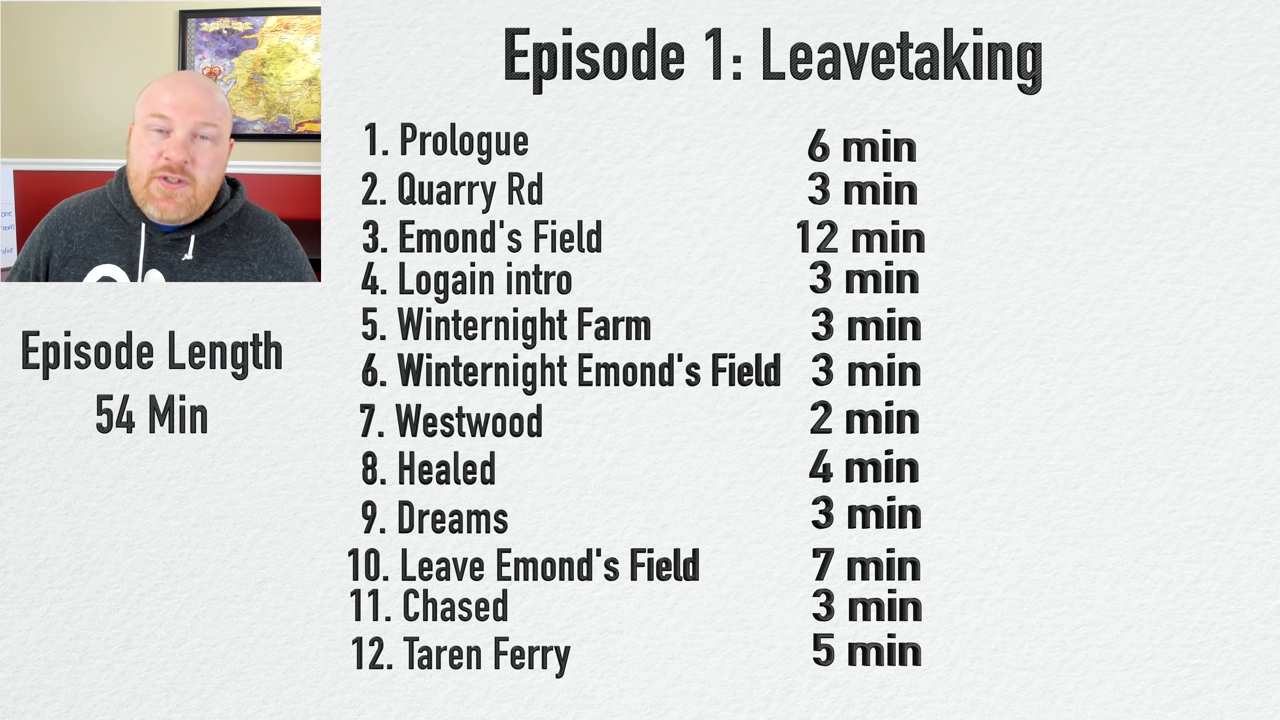 Episode 1: Leavetaking
1. Prologue 6 min
2. Quarry Rd 3 min
3. Emond's Field 12 min
4. Logain intro 3 min
5. Winternight Farm 3 min
6. Winternight Emond's Field 3 min
7. Westwood 2 min
8. Healed 4 min
9. Dreams 3 min
10. Leave Emond's Field 7 min
11. Chased 3 min
12. Taren Ferry 5 min
Episode Length
54 Min